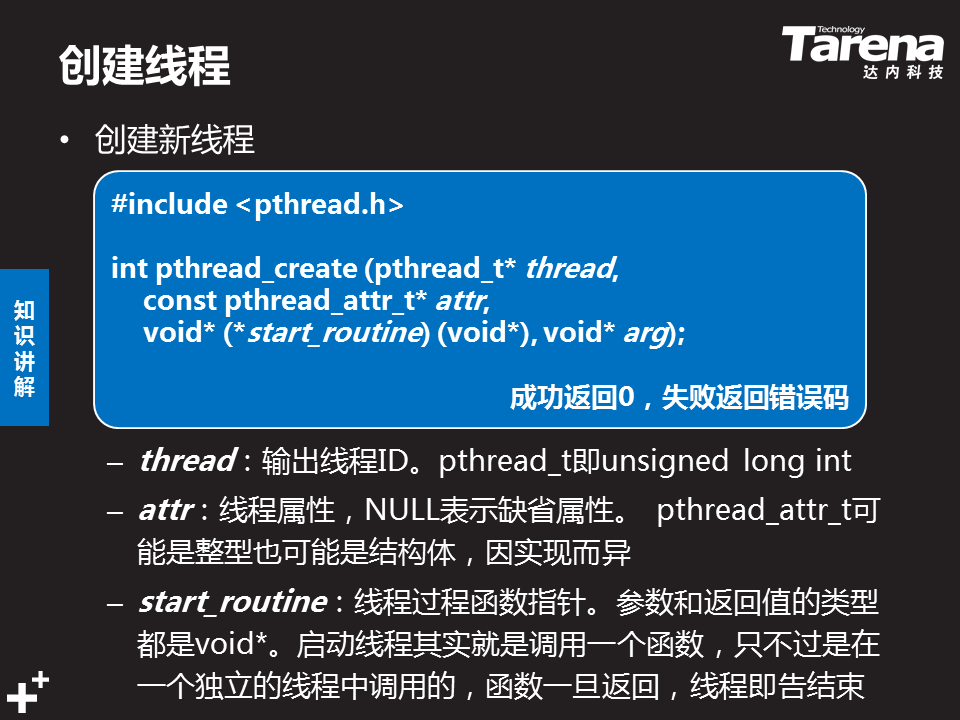 创建线程
Technology
Tarena
达内科技
• 创建新线程
#include <pthread.h>
int pthread_create (pthread_t* thread,
const pthread_attr_t* attr,
void* (*start_routine) (void*), void* arg);
成功返回0，失败返回错误码
知
识
讲
解
– thread：输出线程ID。pthread_t即unsigned long int
– attr：线程属性，NULL表示缺省属性。 pthread_attr_t可
能是整型也可能是结构体，因实现而异
– start_routine：线程过程函数指针。参数和返回值的类型
都是void*。启动线程其实就是调用一个函数，只不过是在
一个独立的线程中调用的，函数一旦返回，线程即告结束